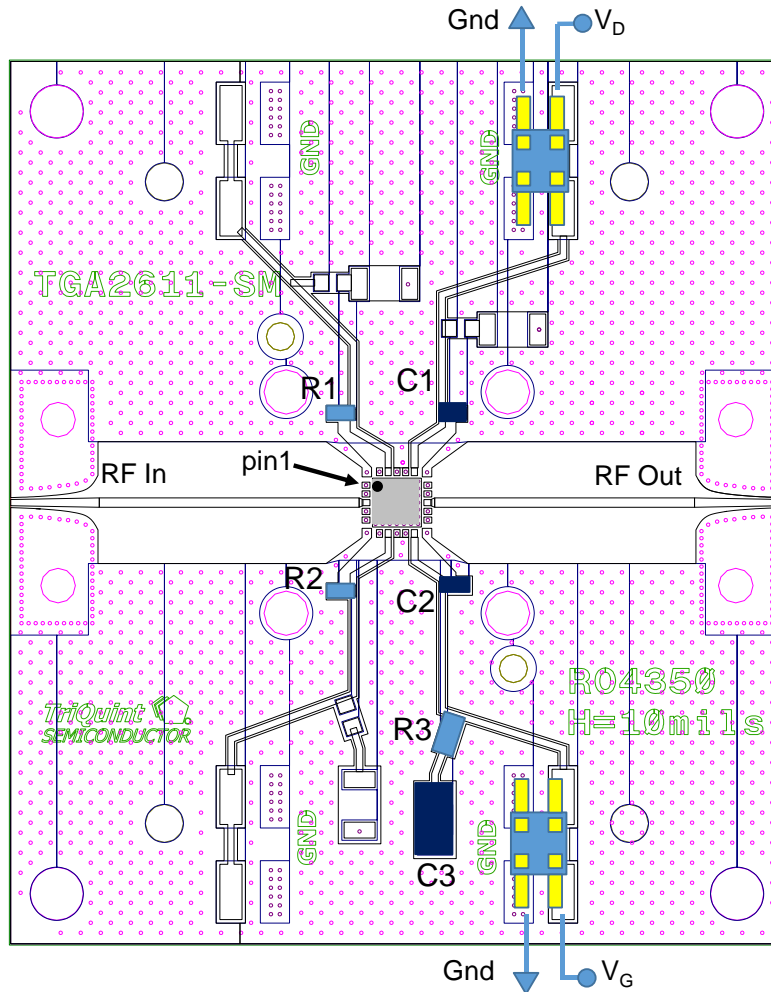 Gnd
VD
GND
GND
TGA2611-SM
R1
C1
RF In
pin1
RF Out
R2
C2
RO4350
H=10mils
TriQuint
SEMICONDUCTOR
R3
GND
GND
C3
Gnd
VG